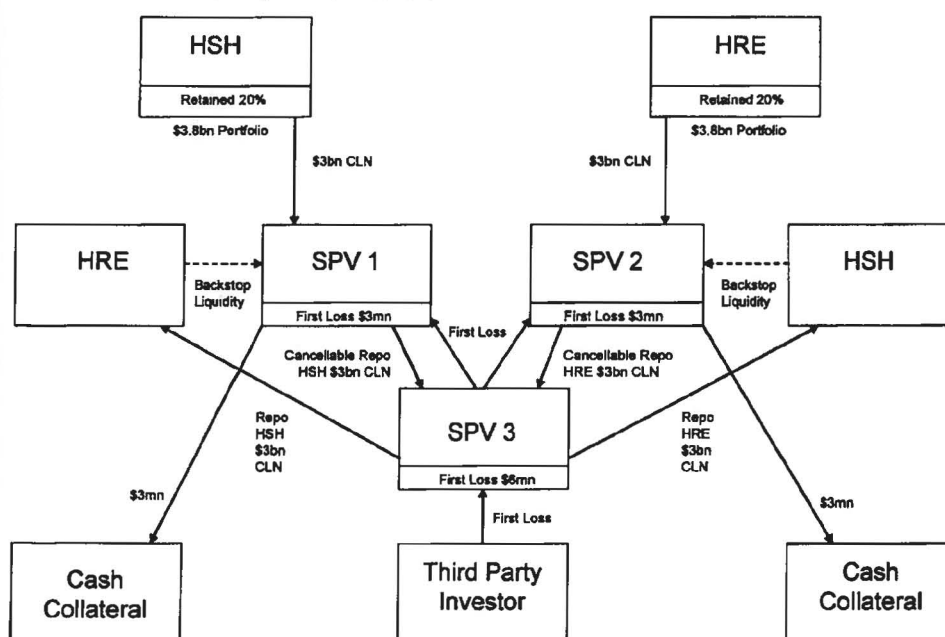 HSH
HRE
Retained 20%
Retained 20%
$3.8bn Portfolio
$3.8bn Portfolio
$3bn CLN
$3bn CLN
HRE
SPV 1
SPV 2
HSH
Backstop
Liquidity
Backstop
Liquidity
First Loss $3mn
First Loss $3mn
First Loss
Cancellable Repo
HSH $3bn CLN
Cancellable Repo
HRE $3bn CLN
SPV 3
Repo
HSH
$3bn
CLN
Repo
HRE
$3bn
CLN
First Loss $6mn
$3mn
$3mn
First Loss
Cash
Collateral
Third Party
Investor
Cash
Collateral